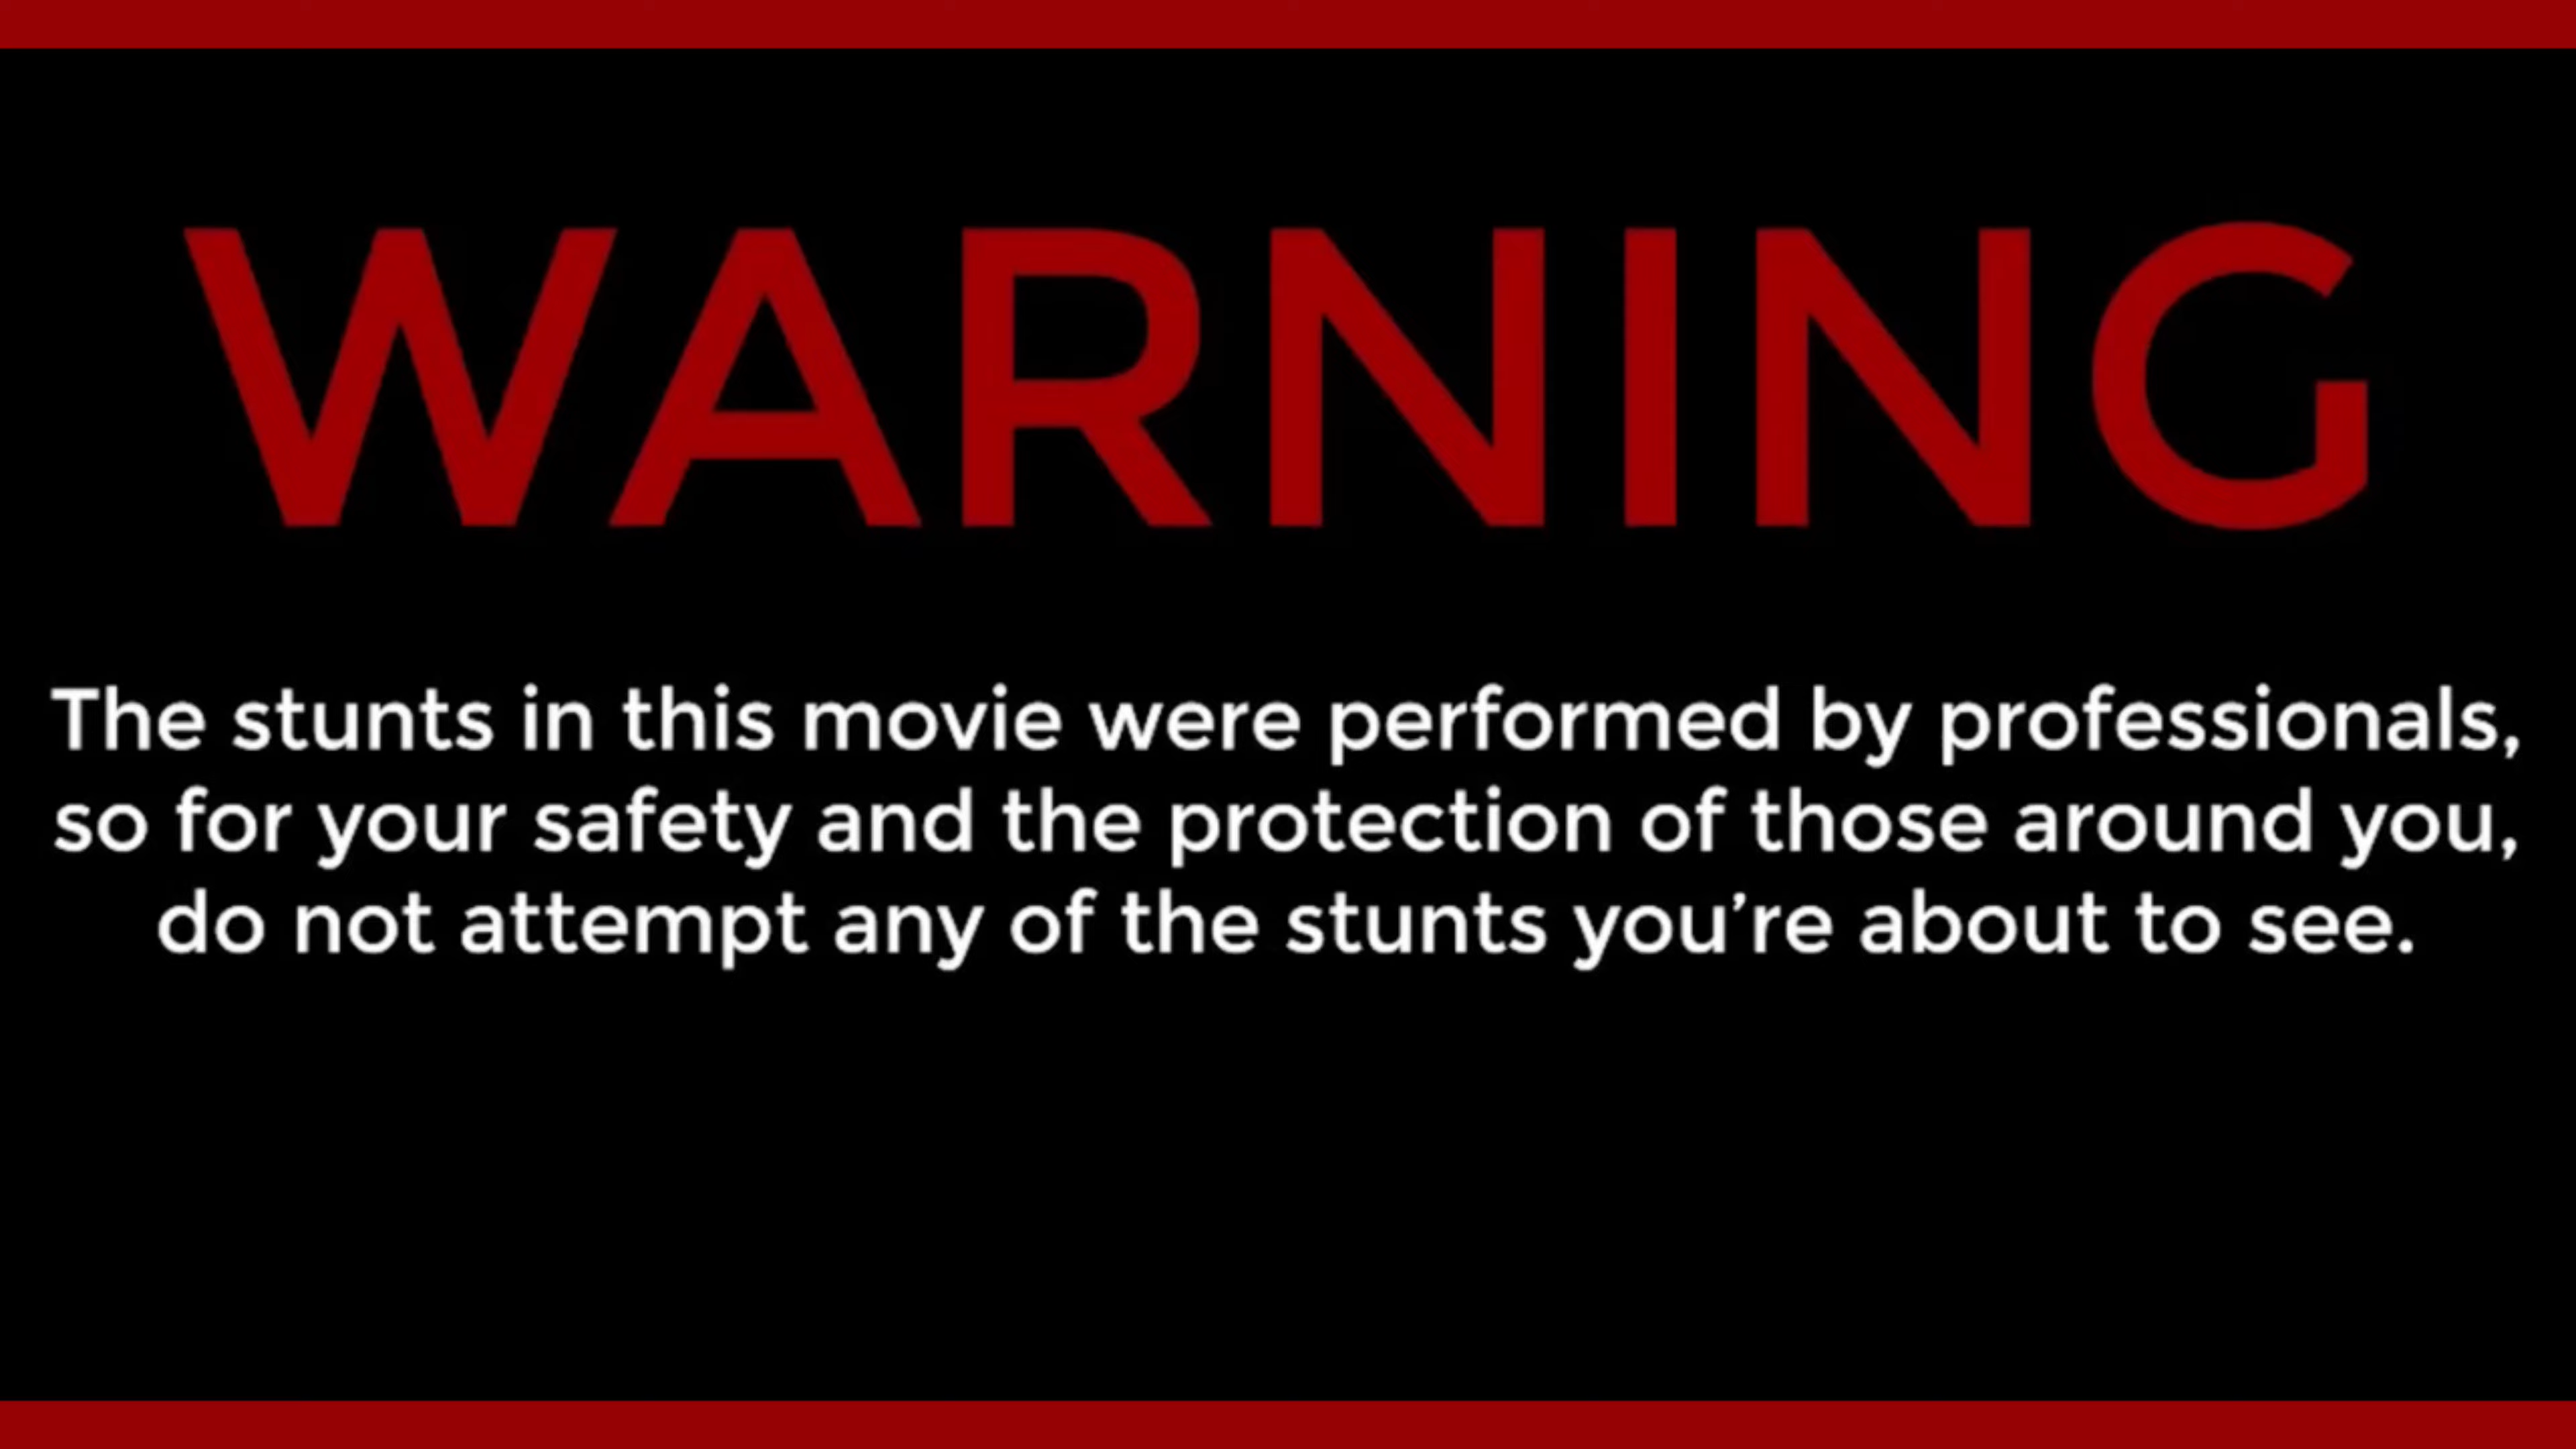 WARNING
The stunts in this movie were performed by professionals,
so for your safety and the protection of those around you,
do not attempt any of the stunts you’re about to see.